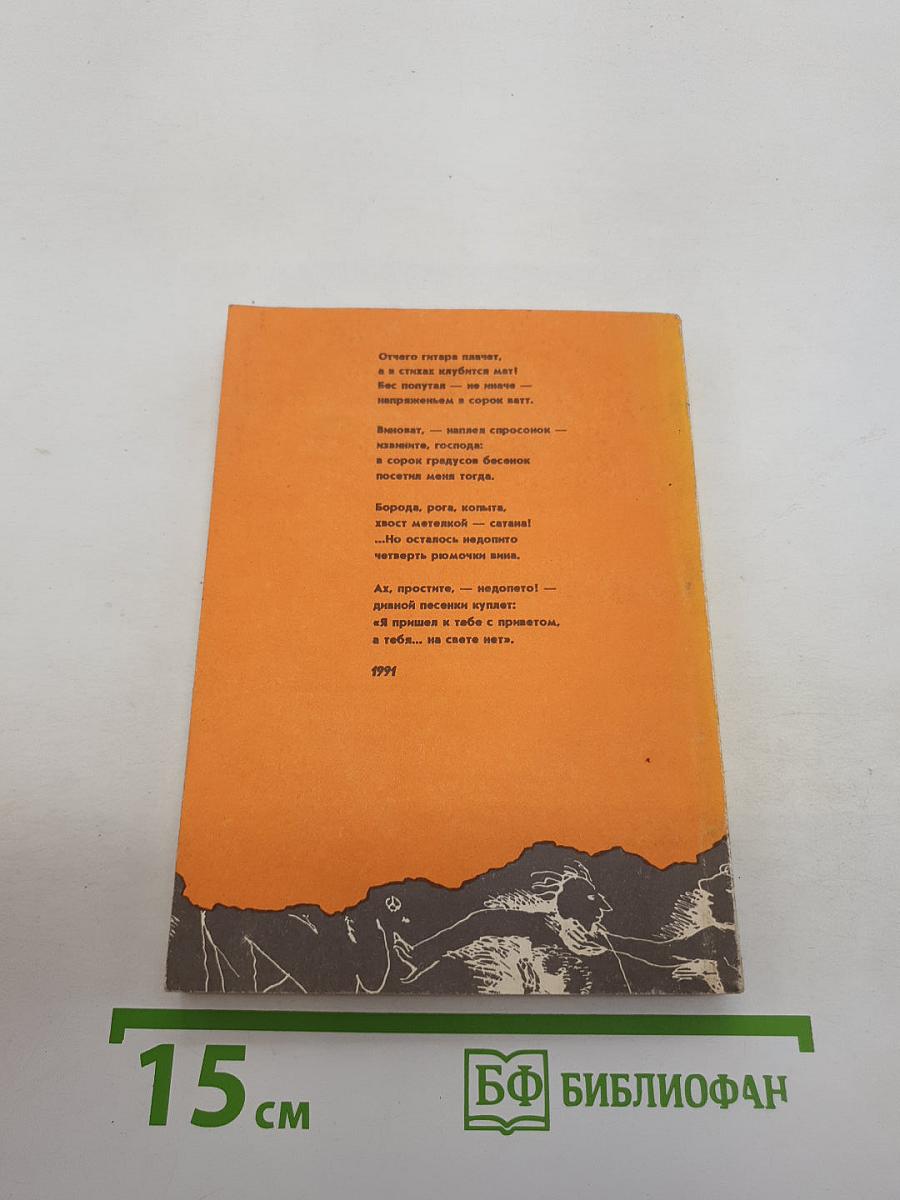 Отчего гитара плачет,
а в стихах клубится мат!
Бес попутал — не иначе —
напряженьем в сорок ватт.
Виноват, — наплел спросонок —
извините, господа:
в сорок градусов бесенок
посетил меня тогда.
Борода, рога, копыта,
хвост метелкой — сатана!
...Но осталось недопито
четверть рюмочки вина.
Ах, простите, — недопето! —
дивной песенки куплет:
«Я пришел к тебе с приветом,
а тебя... на свете нет».
1991
15 см
БФ БИБЛИОФАН